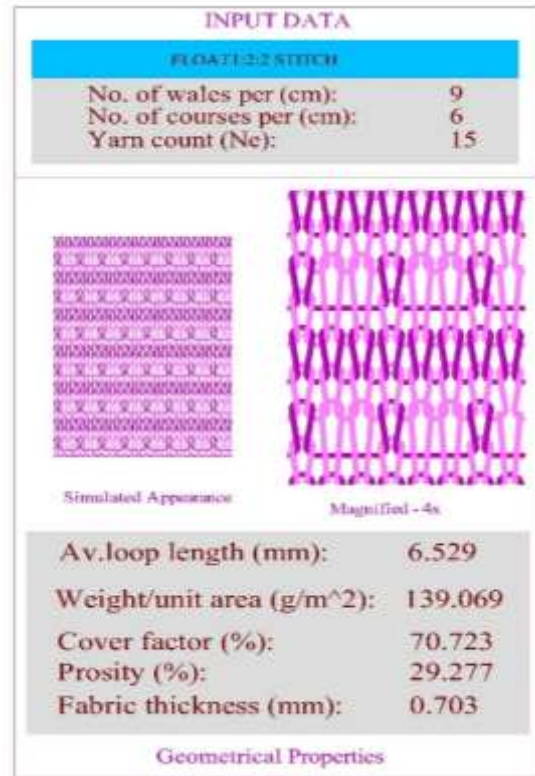 INPUT DATA
FLOAT1:2:2 STITCH
No. of wales per (cm): 9
No. of courses per (cm): 6
Yarn count (Ne): 15
Simulated Appearance
Magnified - 4x
Av.loop length (mm): 6.529
Weight/unit area (g/m^2): 139.069
Cover factor (%): 70.723
Prosity (%): 29.277
Fabric thickness (mm): 0.703
Geometrical Properties